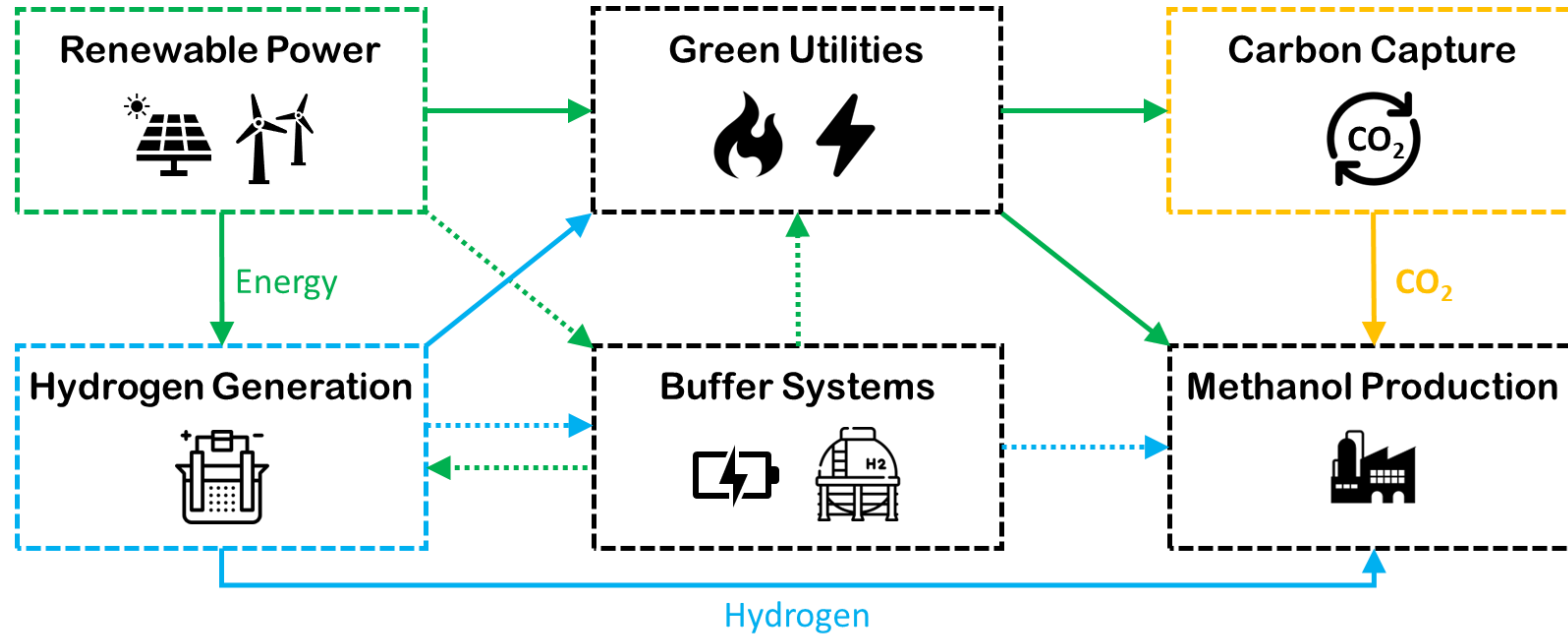 Renewable Power
Green Utilities
Carbon Capture
CO₂
Energy
CO₂
Hydrogen Generation
Buffer Systems
Methanol Production
+ −
H2
Hydrogen